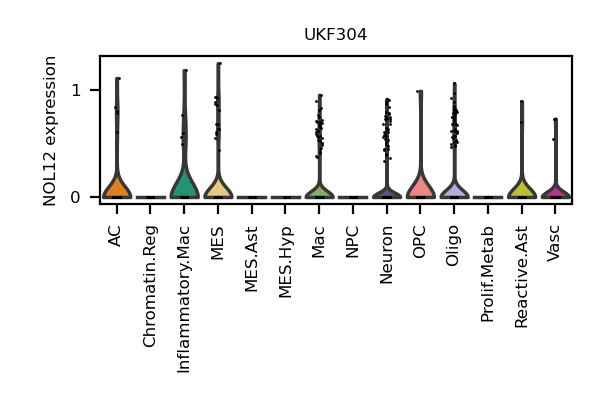 UKF304
NOL12 expression
1
0
AC
Chromatin.Reg
Inflammatory.Mac
MES
MES.Ast
MES.Hyp
Mac
NPC
Neuron
OPC
Oligo
Prolif.Metab
Reactive.Ast
Vasc